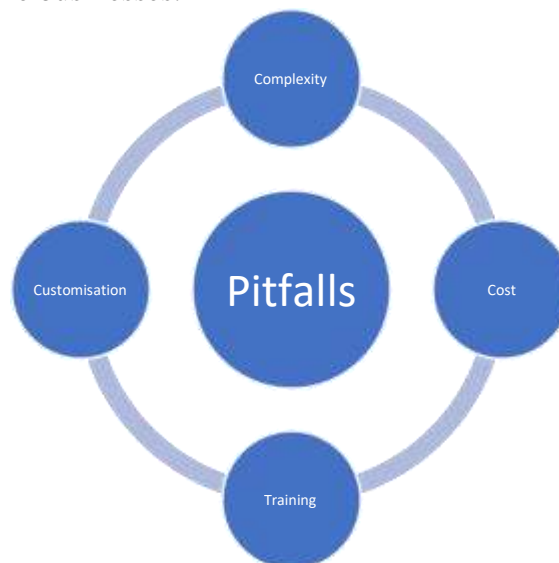 Complexity
Customisation
Pitfalls
Cost
Training